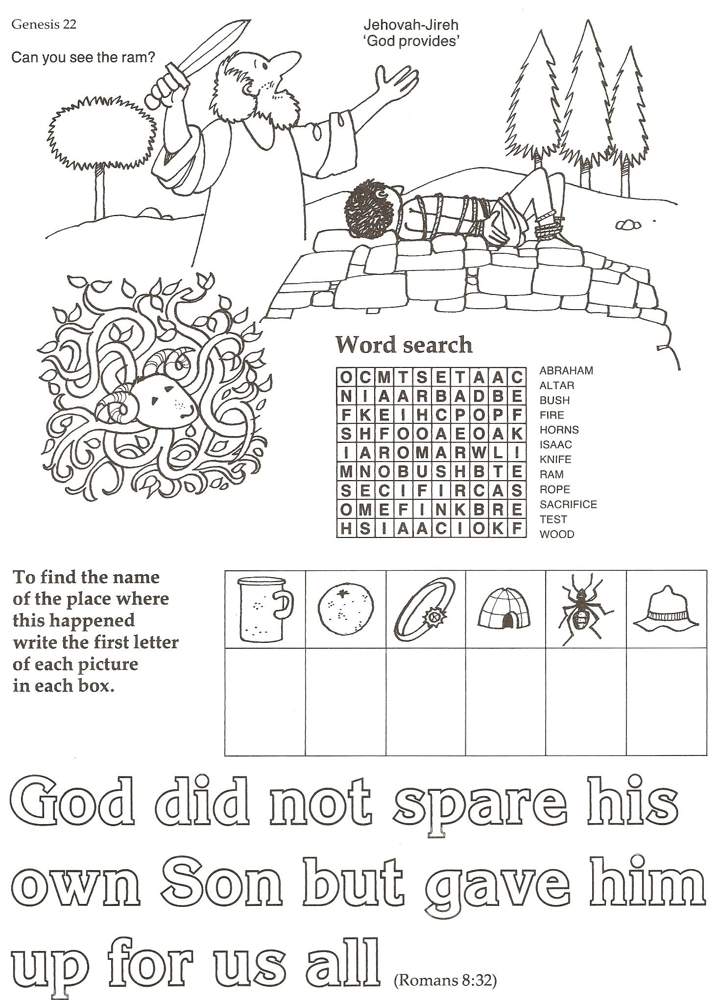 Genesis 22
Can you see the ram?
Jehovah-Jireh
‘God provides’
Word search
O C M T S E T A A C
N I A A R B A D B E
F K E I H C P O P F
S H F O O A E O A K
I A R O M A R W L I
M N O B U S H B T E
S E C I F I R C A S
O M E F I N K B R E
H S I A A C I O K F
ABRAHAM
ALTAR
BUSH
FIRE
HORNS
ISAAC
KNIFE
RAM
ROPE
SACRIFICE
TEST
WOOD
To find the name
of the place where
this happened
write the first letter
of each picture
in each box.
God did not spare his
own Son but gave him
up for us all (Romans 8:32)